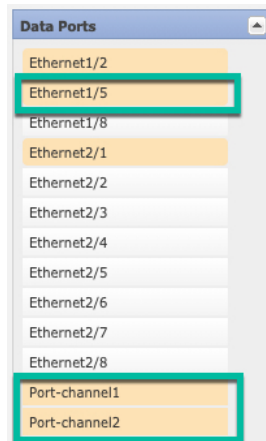 Data Ports
Ethernet1/2
Ethernet1/5
Ethernet1/8
Ethernet2/1
Ethernet2/2
Ethernet2/3
Ethernet2/4
Ethernet2/5
Ethernet2/6
Ethernet2/7
Ethernet2/8
Port-channel1
Port-channel2